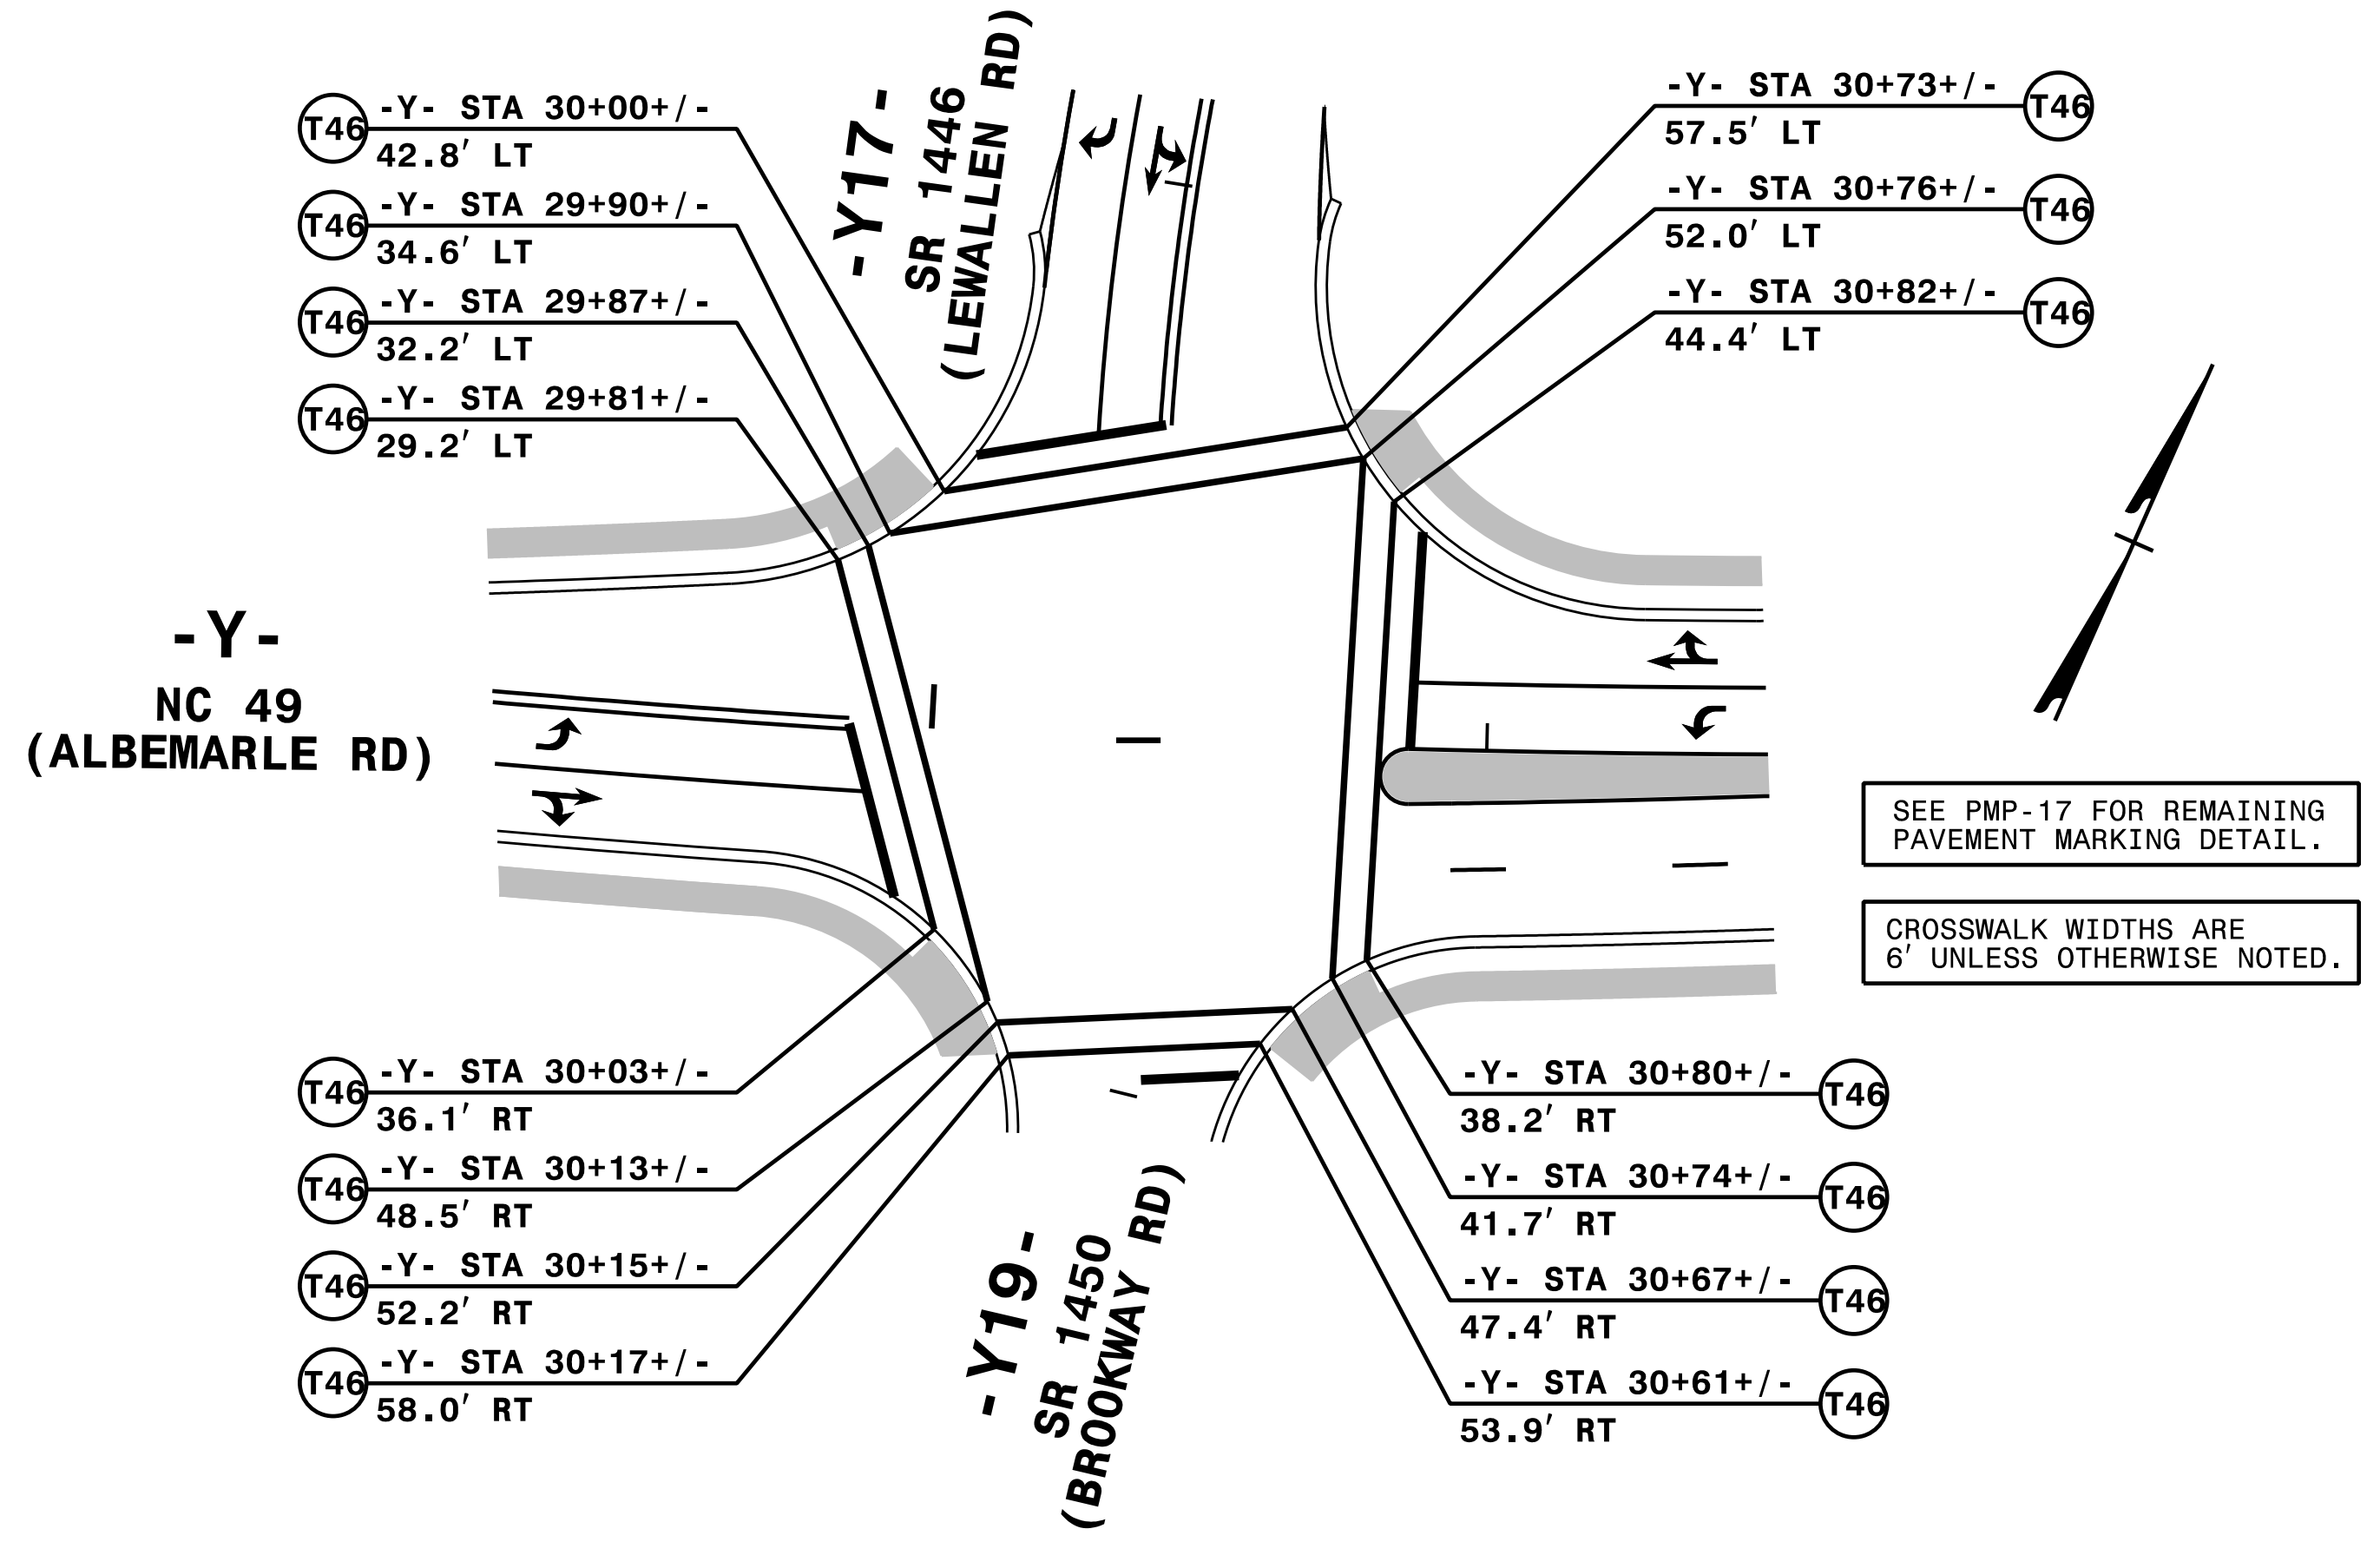 T46 -Y- STA 30+00+/-
42.8' LT
T46 -Y- STA 29+90+/-
34.6' LT
T46 -Y- STA 29+87+/-
32.2' LT
T46 -Y- STA 29+81+/-
29.2' LT
-Y17-
SR 1446
(LEWALLEN RD)
-Y- STA 30+73+/- T46
57.5' LT
-Y- STA 30+76+/- T46
52.0' LT
-Y- STA 30+82+/- T46
44.4' LT
-Y-
NC 49
(ALBEMARLE RD)
SEE PMP-17 FOR REMAINING
PAVEMENT MARKING DETAIL.
CROSSWALK WIDTHS ARE
6' UNLESS OTHERWISE NOTED.
T46 -Y- STA 30+03+/-
36.1' RT
T46 -Y- STA 30+13+/-
48.5' RT
T46 -Y- STA 30+15+/-
52.2' RT
T46 -Y- STA 30+17+/-
58.0' RT
-Y19-
SR 1450
(BROOKWAY RD)
-Y- STA 30+80+/- T46
38.2' RT
-Y- STA 30+74+/- T46
41.7' RT
-Y- STA 30+67+/- T46
47.4' RT
-Y- STA 30+61+/- T46
53.9' RT